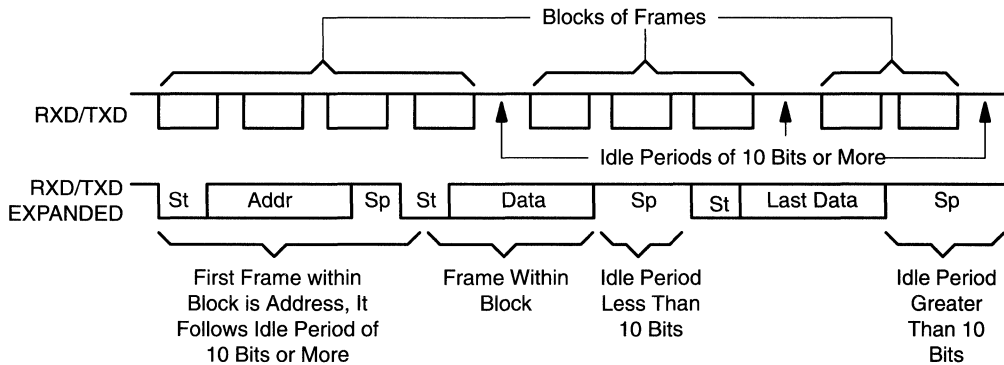 Blocks of Frames
RXD/TXD
Idle Periods of 10 Bits or More
RXD/TXD
EXPANDED
St
Addr
Sp
St
Data
Sp
St
Last Data
Sp
First Frame within
Block is Address, It
Follows Idle Period of
10 Bits or More
Frame Within
Block
Idle Period
Less Than
10 Bits
Idle Period
Greater
Than 10
Bits